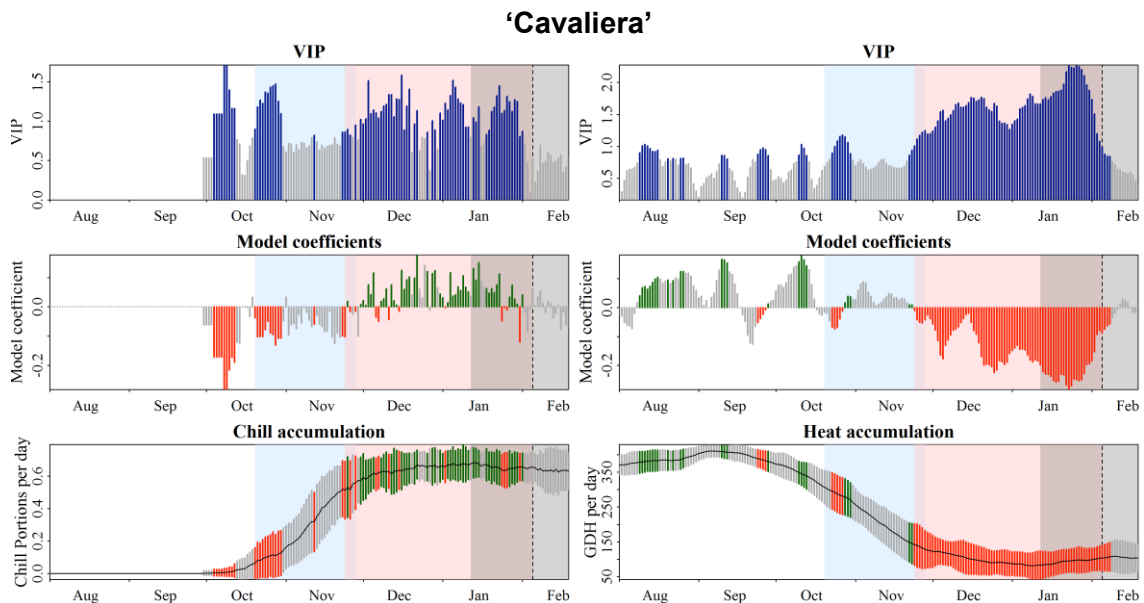 ‘Cavaliera’
VIP
VIP
VIP
0.0
0.5
1.0
1.5
Aug
Sep
Oct
Nov
Dec
Jan
Feb
VIP
0.5
1.0
1.5
2.0
Aug
Sep
Oct
Nov
Dec
Jan
Feb
Model coefficients
Model coefficients
Model coefficient
-0.2
0.0
Aug
Sep
Oct
Nov
Dec
Jan
Feb
Model coefficient
-0.2
0.0
Aug
Sep
Oct
Nov
Dec
Jan
Feb
Chill accumulation
Heat accumulation
Chill Portions per day
0.0
0.2
0.4
0.6
Aug
Sep
Oct
Nov
Dec
Jan
Feb
GDH per day
50
150
250
350
Aug
Sep
Oct
Nov
Dec
Jan
Feb